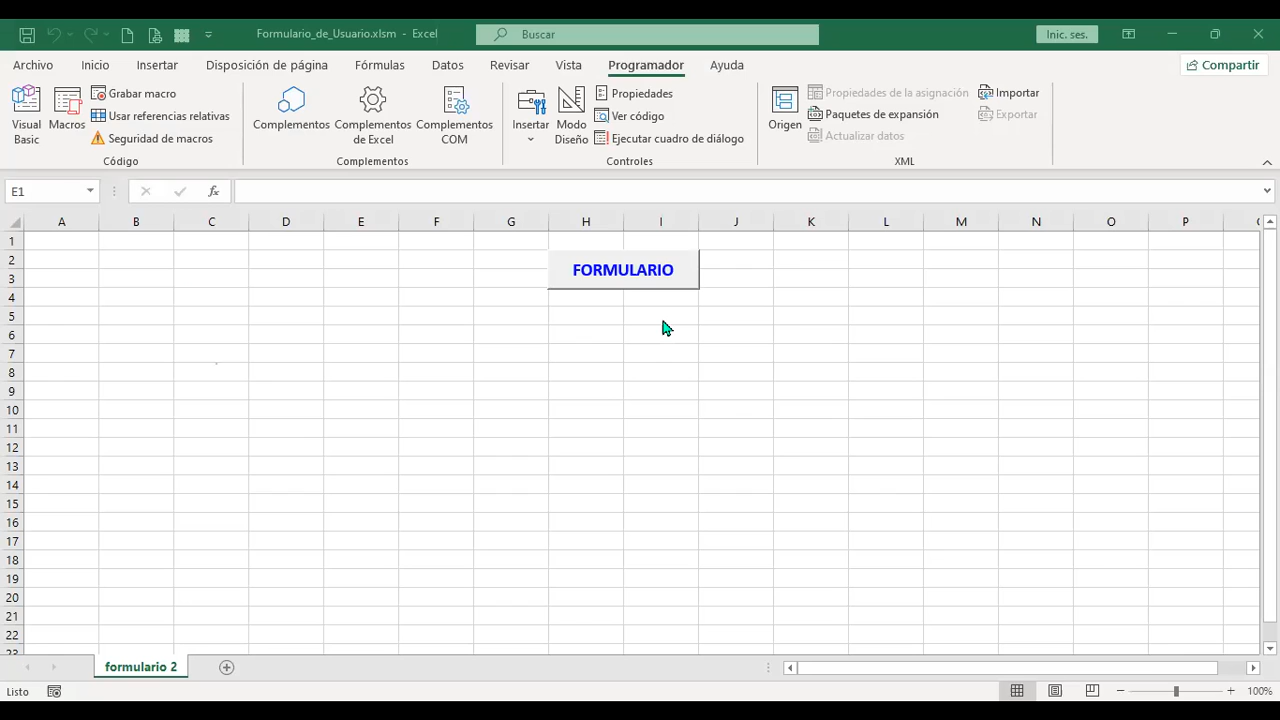 Formulario_de_Usuario.xlsm - Excel
Buscar
Inic. ses.
Archivo Inicio Insertar Disposición de página Fórmulas Datos Revisar Vista Programador Ayuda Compartir
Visual Basic
Macros
Grabar macro
Usar referencias relativas
Seguridad de macros
Código
Complementos
Complementos de Excel
Complementos COM
Complementos
Insertar
Modo Diseño
Propiedades
Ver código
Ejecutar cuadro de diálogo
Controles
Origen
Propiedades de la asignación
Paquetes de expansión
Actualizar datos
Importar
Exportar
XML
E1
fx
A B C D E F G H I J K L M N O P
1
2
FORMULARIO
3
4
5
6
7
8
9
10
11
12
13
14
15
16
17
18
19
20
21
22
23
formulario 2
Listo
100%